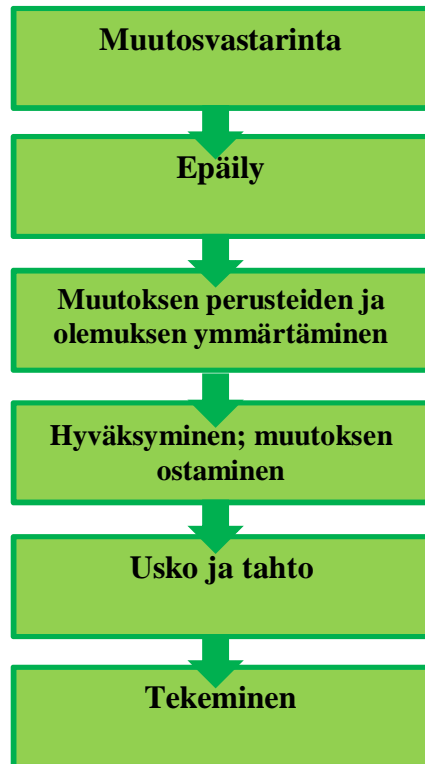 Muutosvastarinta
Epäily
Muutoksen perusteiden ja
olemuksen ymmärtäminen
Hyväksyminen; muutoksen
ostaminen
Usko ja tahto
Tekeminen